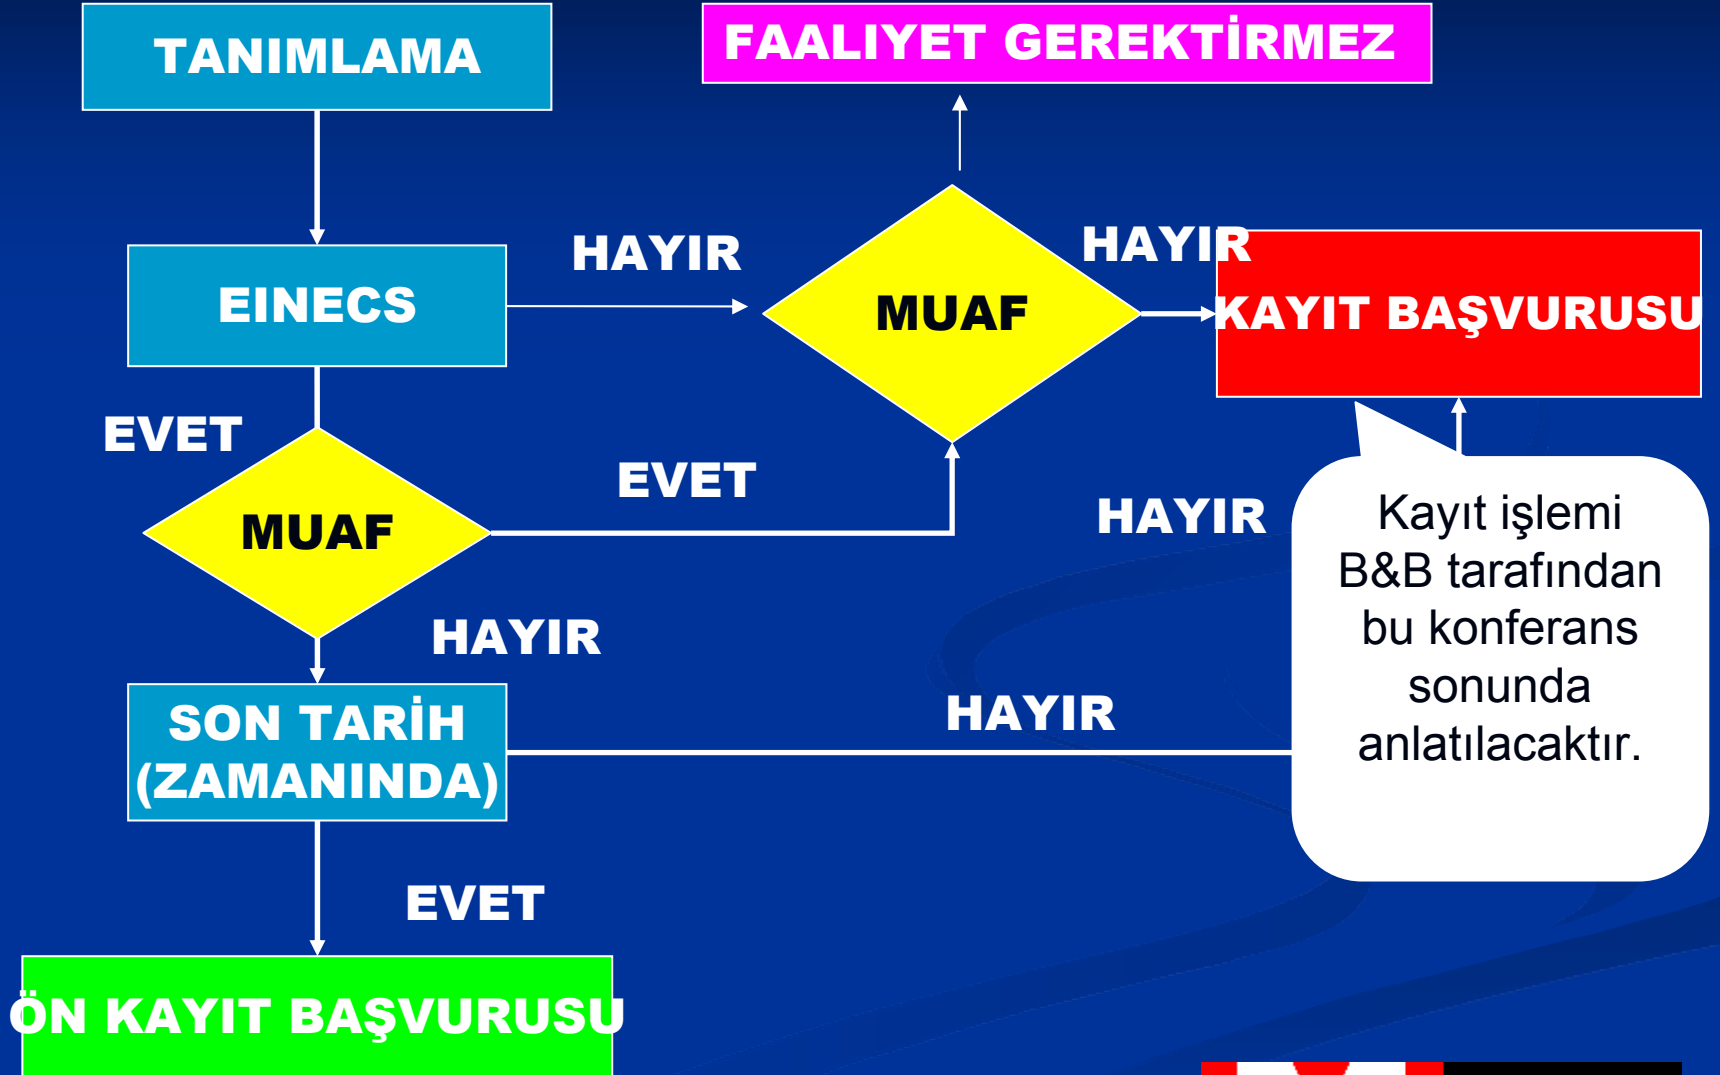 TANIMLAMA
FAALIYET GEREKTİRMEZ
HAYIR
HAYIR
EINECS
MUAF
KAYIT BAŞVURUSU
EVET
EVET
MUAF
HAYIR
Kayıt işlemi
B&B tarafından
bu konferans
sonunda
anlatılacaktır.
HAYIR
SON TARİH
(ZAMANINDA)
HAYIR
EVET
ÖN KAYIT BAŞVURUSU